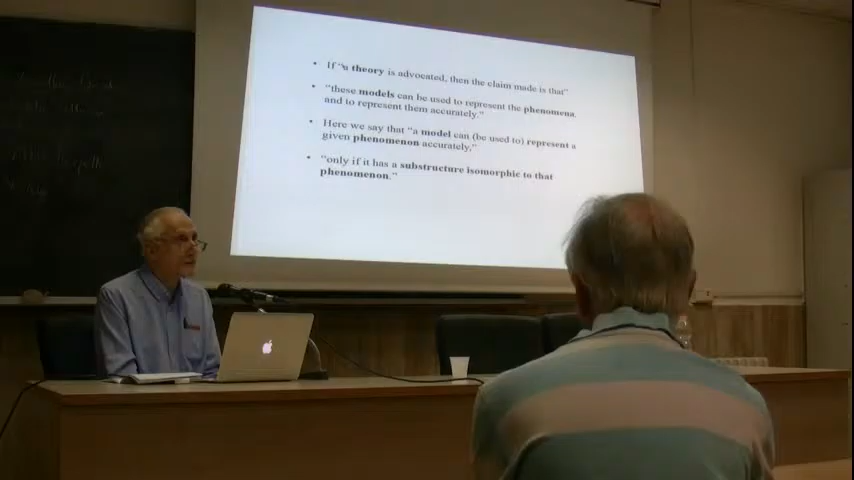 • If "a theory is advocated, then the claim made is that"
• "these models can be used to represent the phenomena,
and to represent them accurately."
• Here we say that "a model can (be used to) represent a
given phenomenon accurately,"
• "only if it has a substructure isomorphic to that
phenomenon."